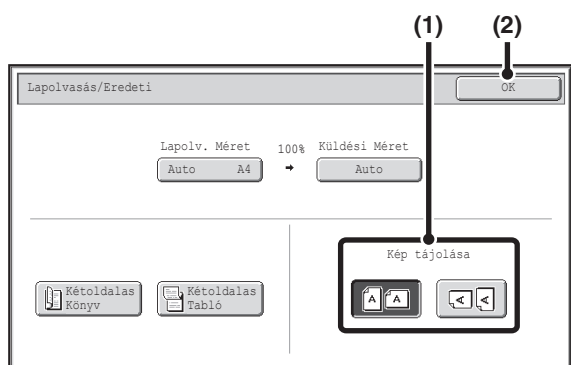 (1) (2)
Lapolvasás/Eredeti OK
Lapolv. Méret 100% Küldési Méret
Auto A4 → Auto
Kép tájolása
Kétoldalas Könyv
Kétoldalas Tabló
A A A A